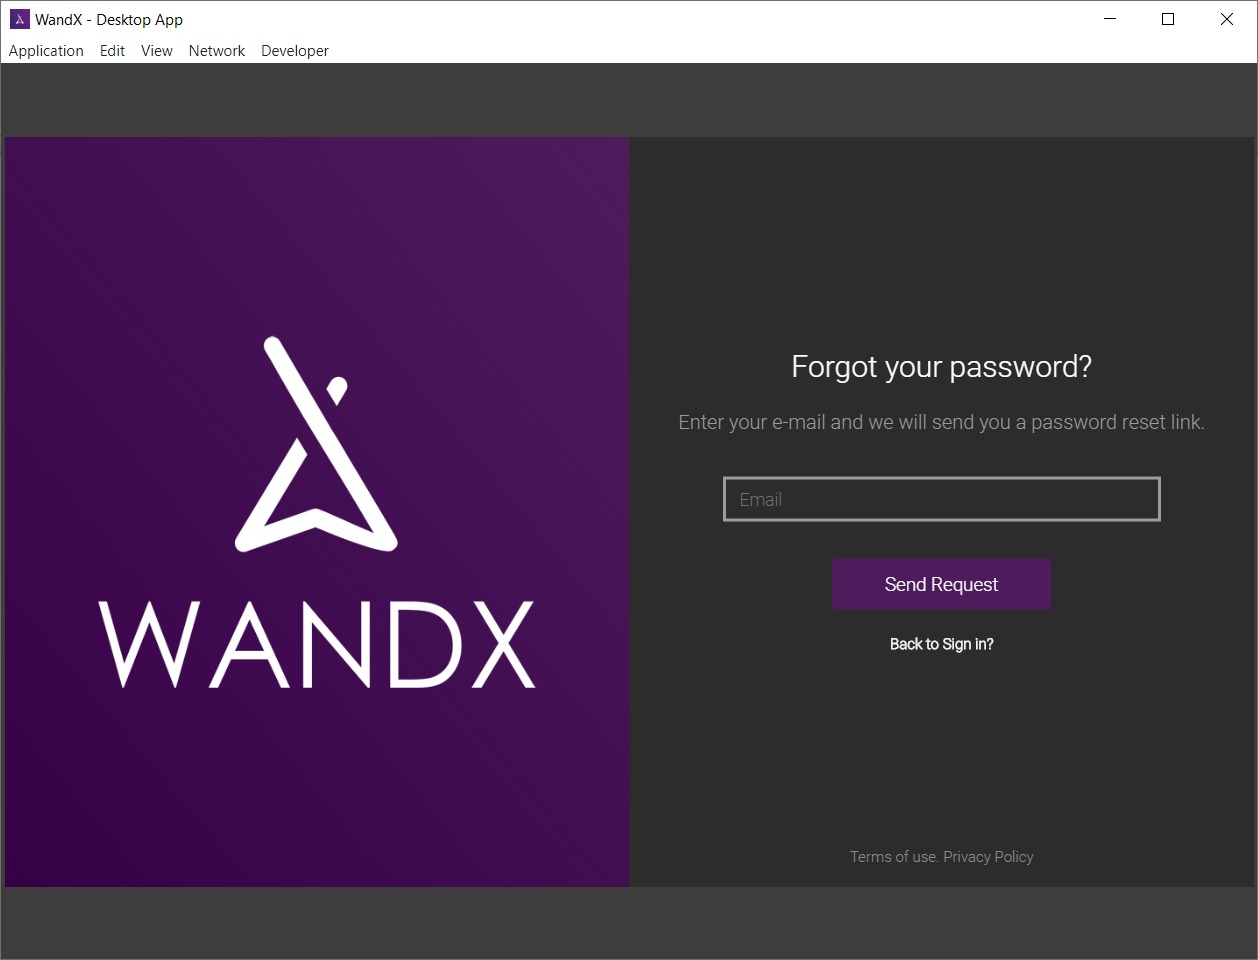 WandX - Desktop App
Application Edit View Network Developer
WANDX
Forgot your password?
Enter your e-mail and we will send you a password reset link.
Email
Send Request
Back to Sign in?
Terms of use. Privacy Policy